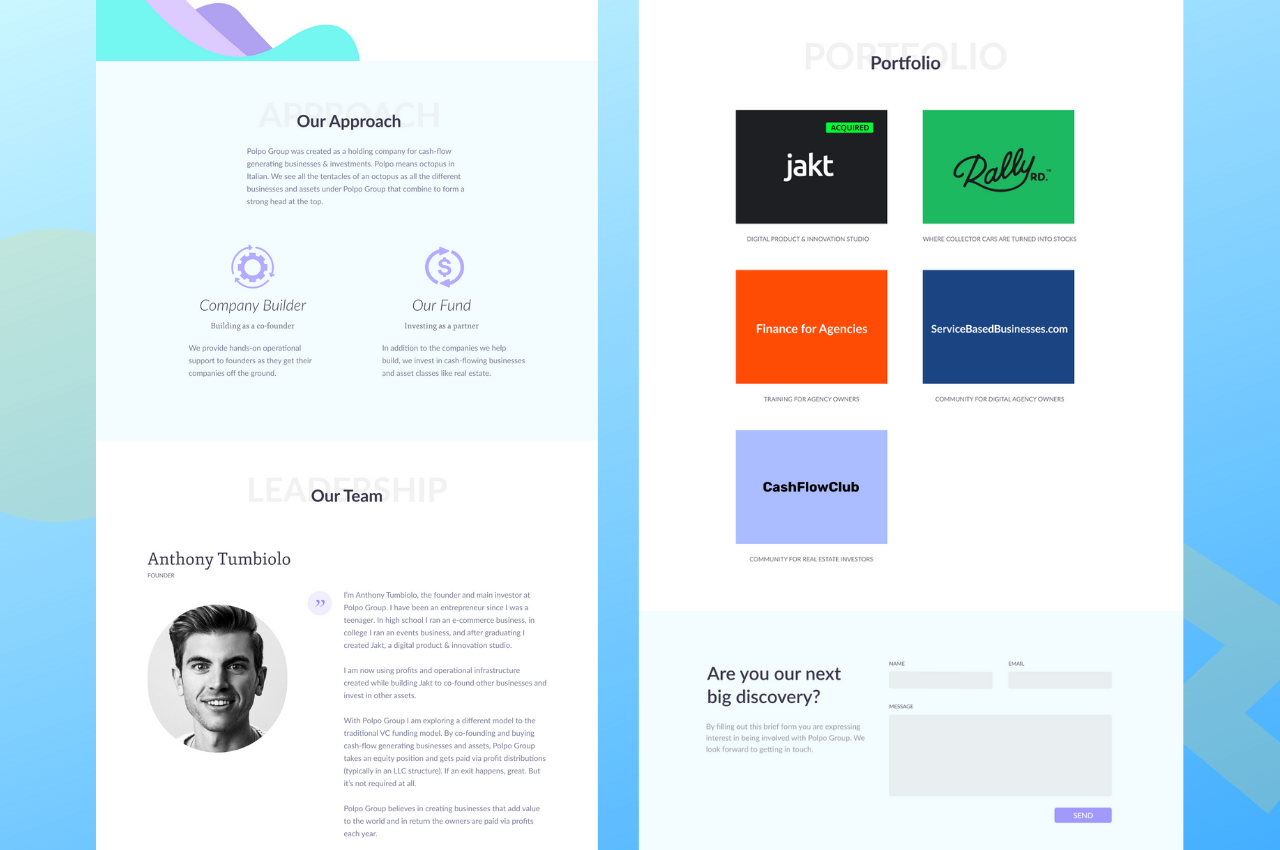 APPROACH
Our Approach
Polpo Group was created as a holding company for cash-flow
generating businesses & investments. Polpo means octopus in
Italian. We see all the tentacles of an octopus as all the different
businesses and assets under Polpo Group that combine to form a
strong head at the top.
Company Builder
Building as a co-founder
We provide hands-on operational
support to founders as they get their
companies off the ground.
Our Fund
Investing as a partner
In addition to the companies we help
build, we invest in cash-flowing businesses
and asset classes like real estate.
LEADERSHIP
Our Team
Anthony Tumbiolo
FOUNDER
”
I'm Anthony Tumbiolo, the founder and main investor at
Polpo Group. I have been an entrepreneur since I was a
teenager. In high school I ran an e-commerce business, in
college I ran an events business, and after graduating I
created Jakt, a digital product & innovation studio.
I am now using profits and operational infrastructure
created while building Jakt to co-found other businesses and
invest in other assets.
With Polpo Group I am exploring a different model to the
traditional VC funding model. By co-founding and buying
cash-flow generating businesses and assets, Polpo Group
takes an equity position and gets paid via profit distributions
(typically in an LLC structure). If an exit happens, great. But
it's not required at all.
Polpo Group believes in creating businesses that add value
to the world and in return the owners are paid via profits
each year.
PORTFOLIO
Portfolio
ACQUIRED
jakt
DIGITAL PRODUCT & INNOVATION STUDIO
Rally RD.™
WHERE COLLECTOR CARS ARE TURNED INTO STOCKS
Finance for Agencies
TRAINING FOR AGENCY OWNERS
ServiceBasedBusinesses.com
COMMUNITY FOR DIGITAL AGENCY OWNERS
CashFlowClub
COMMUNITY FOR REAL ESTATE INVESTORS
Are you our next
big discovery?
By filling out this brief form you are expressing
interest in being involved with Polpo Group. We
look forward to getting in touch.
NAME
EMAIL
MESSAGE
SEND